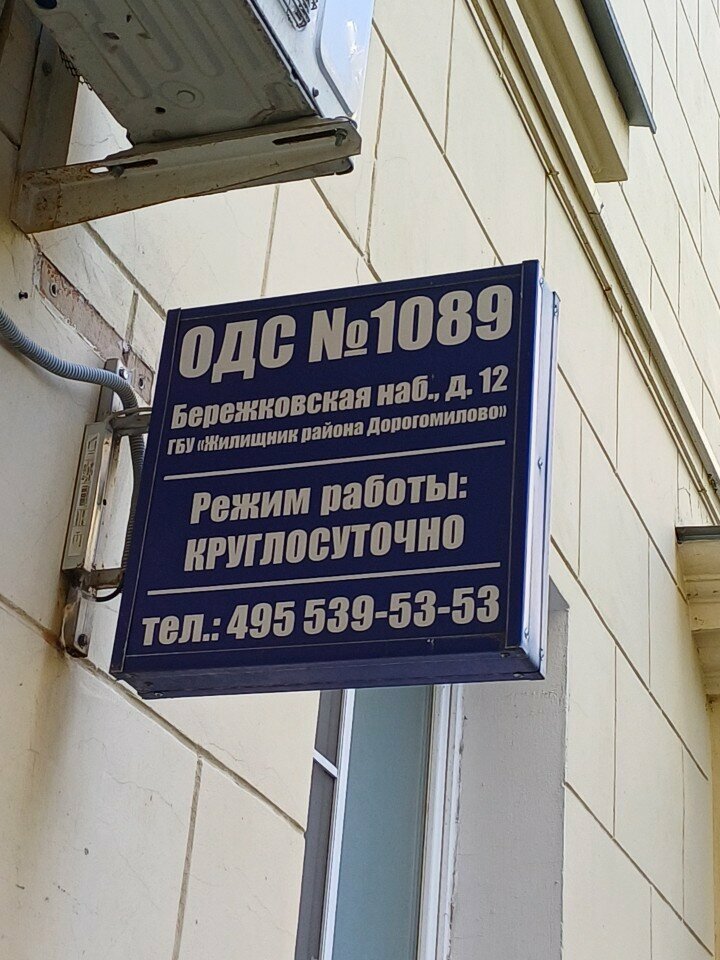 ОДС №1089
Бережковская наб., д. 12
ГБУ «Жилищник района Дорогомилово»
Режим работы:
КРУГЛОСУТОЧНО
тел.: 495 539-53-53